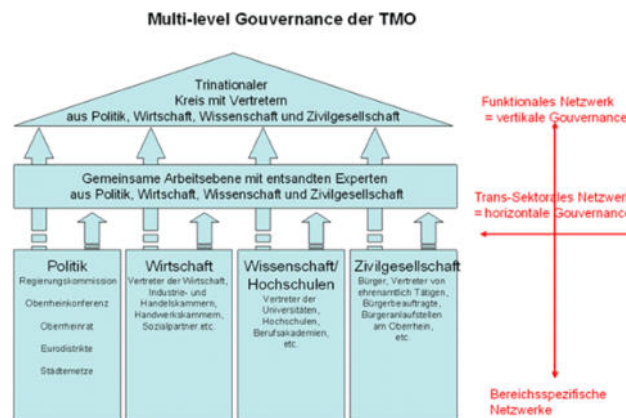 Multi-level Gouvernance der TMO
Trinationaler
Kreis mit Vertretern
aus Politik, Wirtschaft, Wissenschaft und Zivilgesellschaft
Gemeinsame Arbeitsebene mit entsandten Experten
aus Politik, Wirtschaft, Wissenschaft und Zivilgesellschaft
Politik
Regierungskommission
Oberrheinkonferenz
Oberrheinrat
Eurodistrikte
Städtenetze
Wirtschaft
Vertreter der Wirtschaft,
Industrie- und
Handelskammern,
Handwerkskammern,
Sozialpartner etc.
Wissenschaft/
Hochschulen
Vertreter der
Universitäten,
Hochschulen,
Berufsakademien,
etc.
Zivilgesellschaft
Bürger, Vertreter von
ehrenamtlich Tätigen,
Bürgerbeauftragte,
Bürgeranlaufstellen
am Oberrhein,
etc.
Funktionales Netzwerk
= vertikale Gouvernance
Trans-Sektorales Netzwerk
= horizontale Gouvernance
Bereichsspezifische
Netzwerke